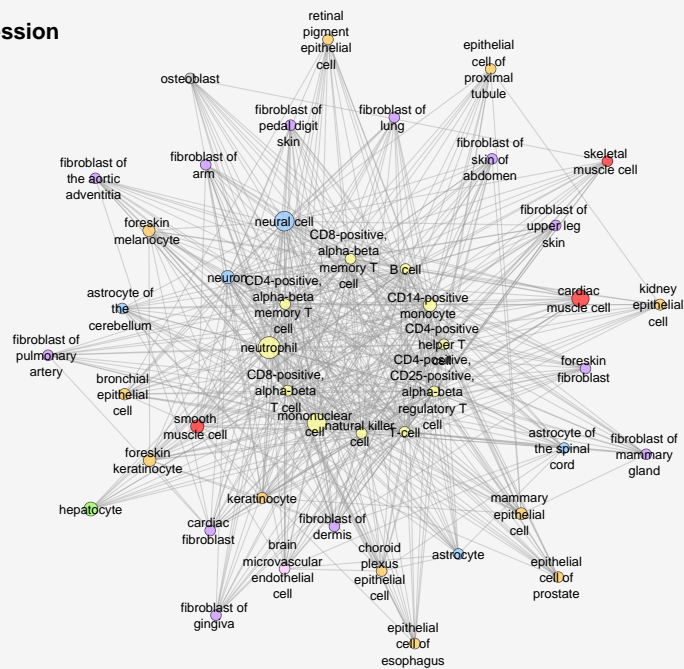 ssion
retinal
pigment
epithelial
cell
epithelial
cell of
proximal
tubule
osteoblast
fibroblast of
pedal digit
skin
fibroblast of
lung
fibroblast of
skin of
abdomen
skeletal
muscle cell
fibroblast of
arm
fibroblast of
the aortic
adventitia
foreskin
melanocyte
neural cell
fibroblast of
upper leg
skin
CD8-positive,
alpha-beta
memory T
cell
B cell
neuron
CD4-positive,
alpha-beta
memory T
cell
CD14-positive
monocyte
cardiac
muscle cell
kidney
epithelial
cell
astrocyte of
the
cerebellum
CD4-positive
helper T
cell
fibroblast of
pulmonary
artery
neutrophil
CD4-positive,
CD25-positive,
alpha-beta
regulatory T
cell
foreskin
fibroblast
bronchial
epithelial
cell
CD8-positive,
alpha-beta
T cell
smooth
muscle cell
mononuclear
cell
natural killer
cell
T-cell
astrocyte of
the spinal
cord
fibroblast of
mammary
gland
foreskin
keratinocyte
hepatocyte
keratinocyte
mammary
epithelial
cell
cardiac
fibroblast
fibroblast of
dermis
brain
microvascular
endothelial
cell
choroid
plexus
epithelial
cell
astrocyte
epithelial
cell of
prostate
fibroblast of
gingiva
epithelial
cell of
esophagus